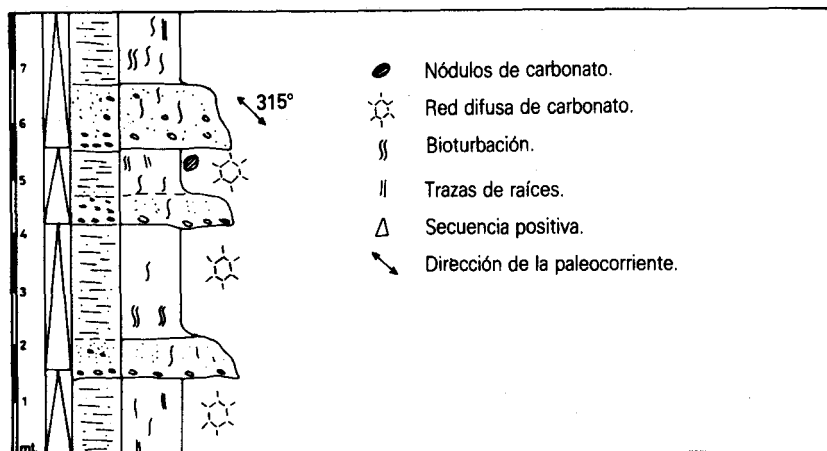 7
6
5
4
3
2
1
mt.
315°
Nódulos de carbonato.
Red difusa de carbonato.
Bioturbación.
Trazas de raíces.
Secuencia positiva.
Dirección de la paleocorriente.